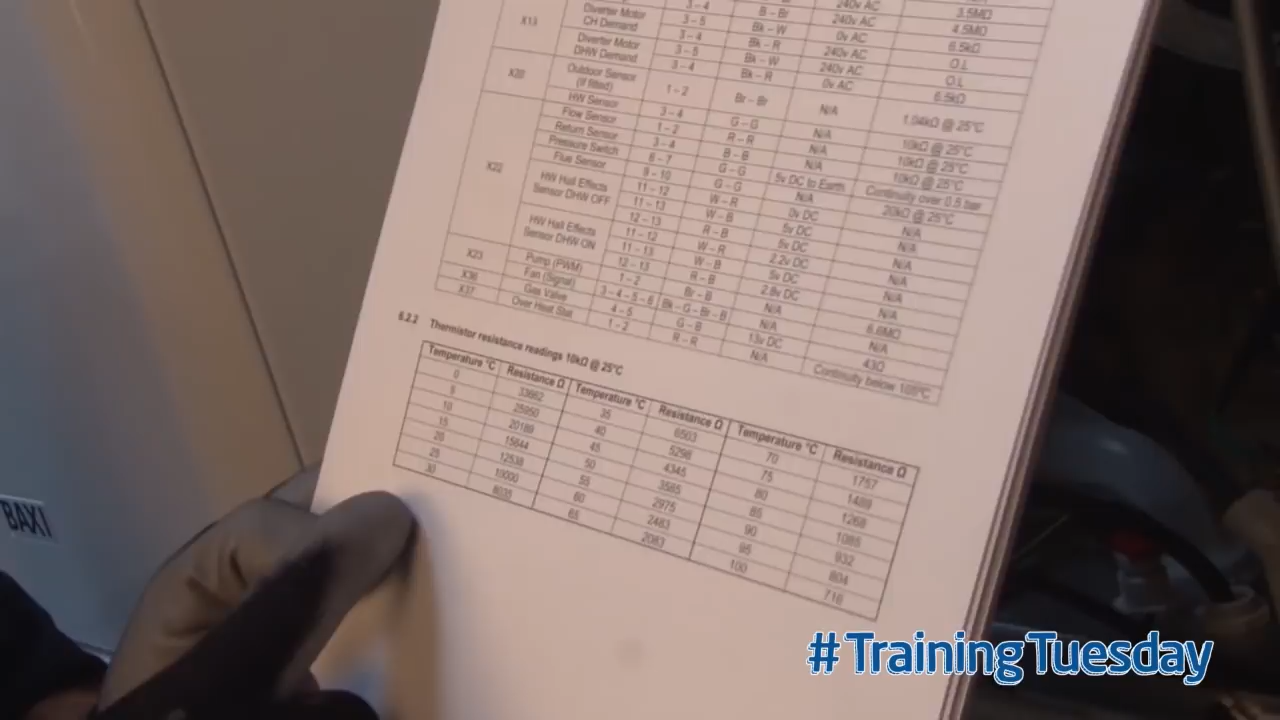 3 – 4 B – Br 240v AC 3.5MΩ
X13 Diverter Motor CH Demand 3 – 5 Bk – W 240v AC 4.5MΩ
3 – 4 Bk – R 0v AC 6.5kΩ
Diverter Motor DHW Demand 3 – 5 Bk – W 240v AC O.L
3 – 4 Bk – R 0v AC 6.5kΩ
X20 Outdoor Sensor (if fitted) 1 – 2 Br – Br N/A 1.04kΩ @ 25°C
X22 HW Sensor 3 – 4 G – G N/A 10kΩ @ 25°C
Flow Sensor 1 – 2 R – R N/A 10kΩ @ 25°C
Return Sensor 3 – 4 B – B N/A 10kΩ @ 25°C
Pressure Switch 6 – 7 G – G 5v DC to Earth Continuity over 0.5 bar
Flue Sensor 9 – 10 G – G N/A 20kΩ @ 25°C
HW Hall Effects Sensor DHW OFF 11 – 12 W – R 0v DC N/A
11 – 13 W – B 5v DC N/A
12 – 13 R – B 5v DC N/A
HW Hall Effects Sensor DHW ON 11 – 12 W – R 2.2v DC N/A
11 – 13 W – B 5v DC N/A
12 – 13 R – B 2.8v DC N/A
X23 Pump (PWM) 1 – 2 Br – B N/A 6.6MΩ
Fan (Signal) 3 – 4 – 5 – 6 Bk – G – Br – B N/A N/A
X36 Gas Valve 4 – 5 G – B 13v DC 43Ω
X37 Over Heat Stat 1 – 2 R – R N/A Continuity below 105°C
6.2.2 Thermistor resistance readings 10kΩ @ 25°C
Temperature °C Resistance Ω Temperature °C Resistance Ω Temperature °C Resistance Ω
0 33662 35 6503 70 1757
5 25950 40 5298 75 1489
10 20189 45 4345 80 1268
15 15844 50 3585 85 1085
20 12538 55 2975 90 932
25 10000 60 2483 95 804
30 8035 65 2083 100 716
BAXI
#TrainingTuesday